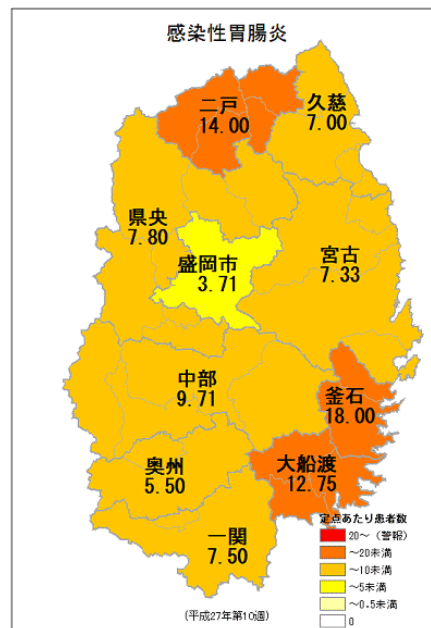 感染性胃腸炎
二戸
14.00
久慈
7.00
県央
7.80
盛岡市
3.71
宮古
7.33
中部
9.71
釜石
18.00
奥州
5.50
大船渡
12.75
一関
7.50
定点あたり患者数
20～（警報）
～20未満
～10未満
～5未満
～0.5未満
0
(平成27年第10週)